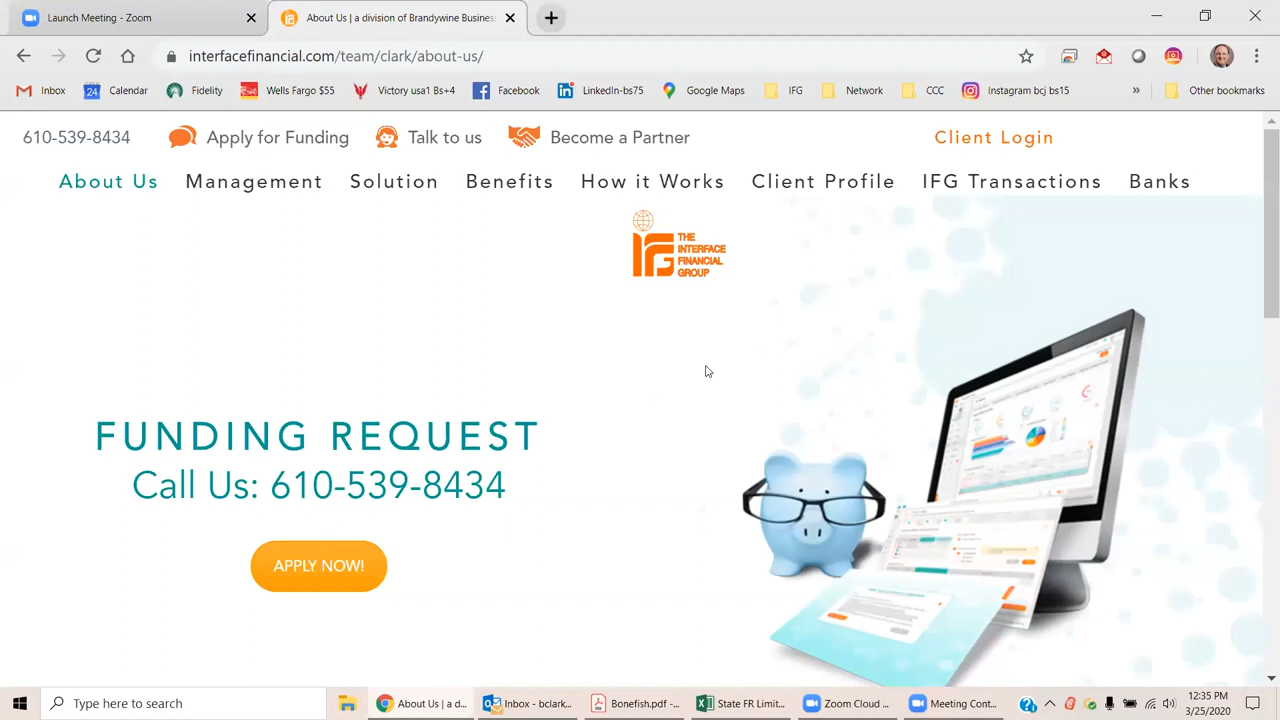 Launch Meeting - Zoom
About Us | a division of Brandywine Business
interfacefinancial.com/team/clark/about-us/
Inbox
24 Calendar
Fidelity
Wells Fargo $55
Victory usa1 Bs+4
Facebook
LinkedIn-bs75
Google Maps
IFG
Network
CCC
Instagram bcj bs15
»
Other bookmarks
610-539-8434 Apply for Funding Talk to us Become a Partner Client Login
About Us Management Solution Benefits How it Works Client Profile IFG Transactions Banks
IFG
THE
INTERFACE
FINANCIAL
GROUP
FUNDING REQUEST
Call Us: 610-539-8434
APPLY NOW!
Type here to search
About Us | a d...
Inbox - bclark...
Bonefish.pdf - ...
State FR Limit...
Zoom Cloud ...
Meeting Cont...
12:35 PM
3/25/2020